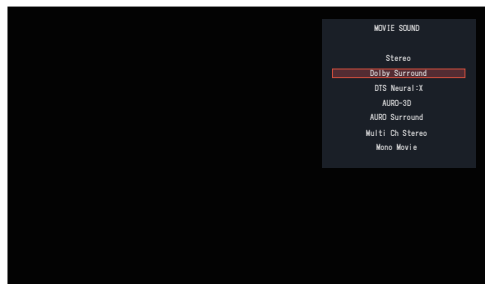 MOVIE SOUND
Stereo
Dolby Surround
DTS Neural:X
AURO-3D
AURO Surround
Multi Ch Stereo
Mono Movie